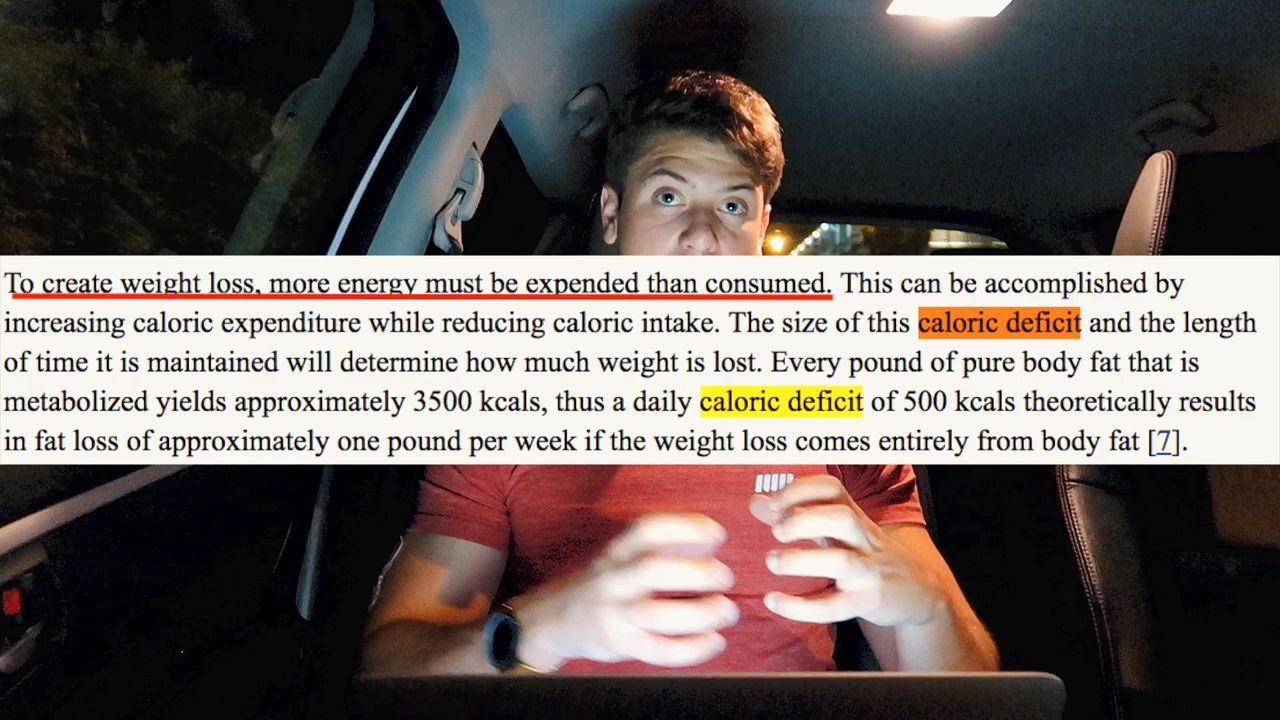 To create weight loss, more energy must be expended than consumed. This can be accomplished by
increasing caloric expenditure while reducing caloric intake. The size of this caloric deficit and the length
of time it is maintained will determine how much weight is lost. Every pound of pure body fat that is
metabolized yields approximately 3500 kcals, thus a daily caloric deficit of 500 kcals theoretically results
in fat loss of approximately one pound per week if the weight loss comes entirely from body fat [7].